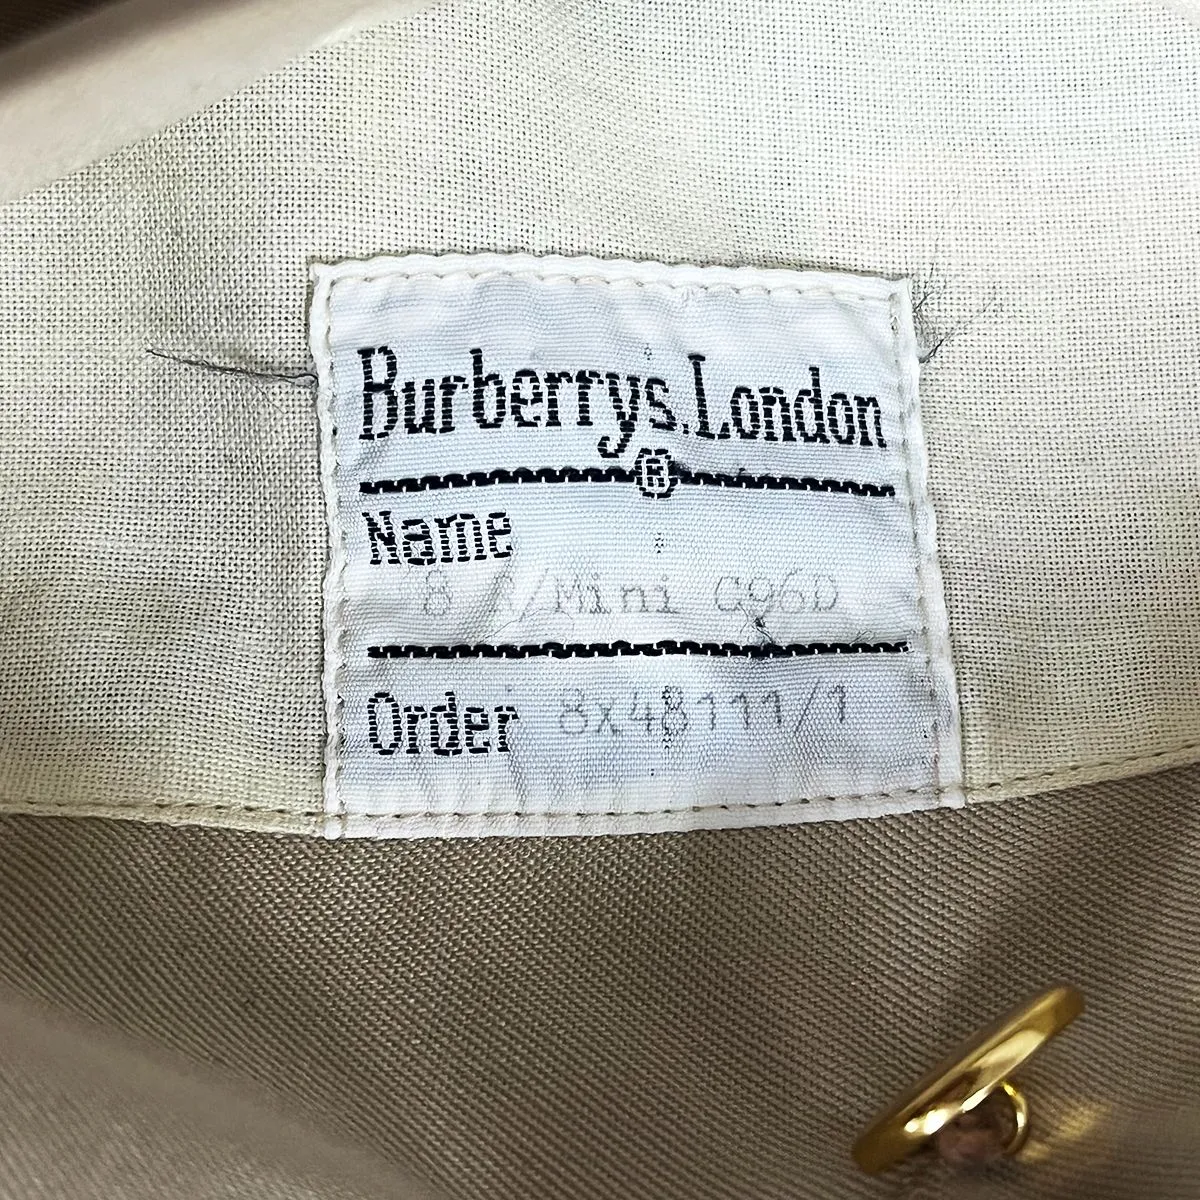 Burberrys.London
®
Name
8 R/Mini C96D
Order 8X48111/1